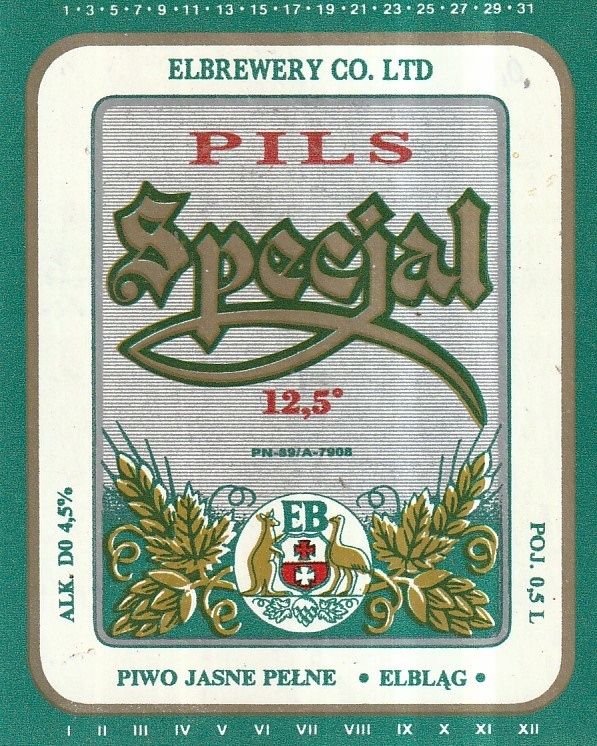 1 · 3 · 5 · 7 · 9 · 11 · 13 · 15 · 17 · 19 · 21 · 23 · 25 · 27 · 29 · 31
ELBREWERY CO. LTD
PILS
Specjal
12,5°
PN-89/A-7908
EB
ALK. DO 4,5%
POJ. 0,5 L
PIWO JASNE PEŁNE • ELBLĄG •
I II III IV V VI VII VIII IX X XI XII